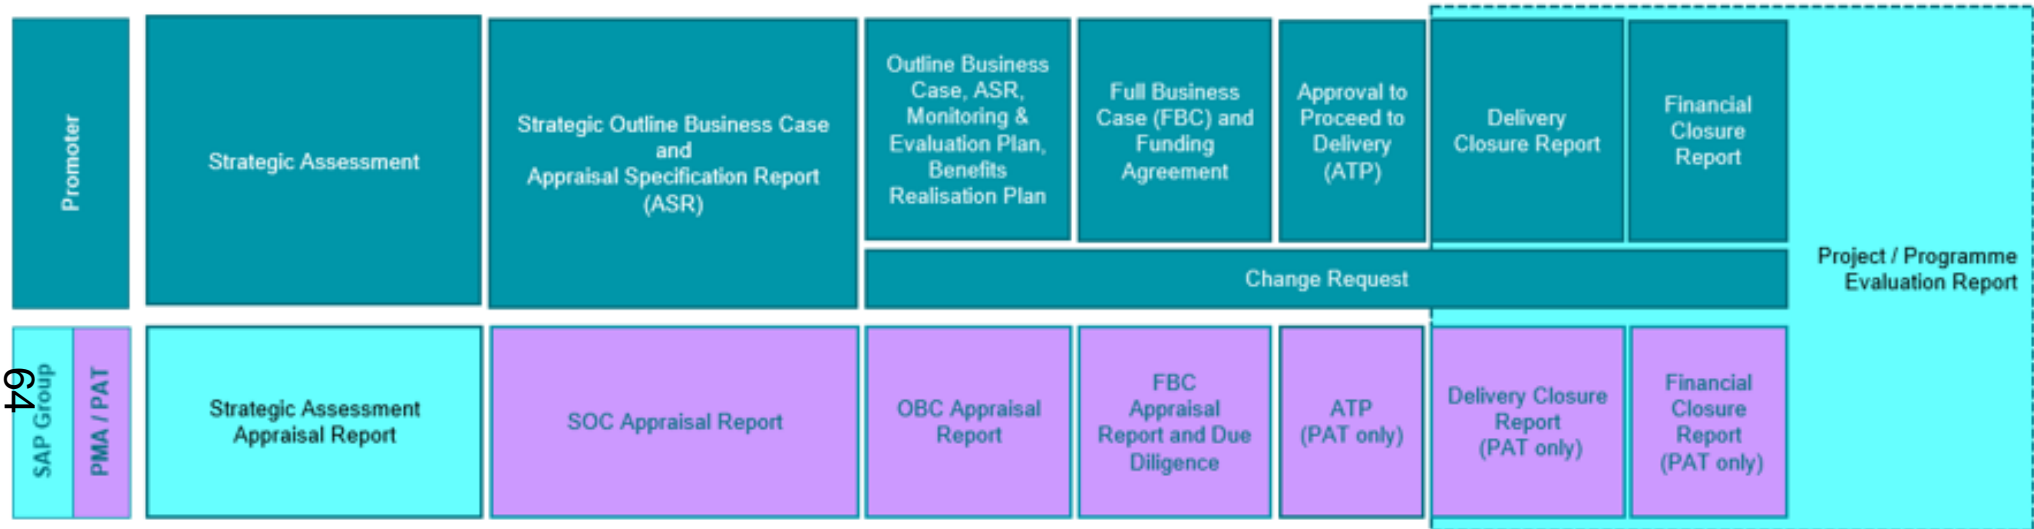 Promoter
Strategic Assessment
Strategic Outline Business Case
and
Appraisal Specification Report
(ASR)
Outline Business
Case, ASR,
Monitoring &
Evaluation Plan,
Benefits
Realisation Plan
Full Business
Case (FBC) and
Funding
Agreement
Approval to
Proceed to
Delivery
(ATP)
Delivery
Closure Report
Financial
Closure
Report
Change Request
Project / Programme
Evaluation Report
64
SAP Group
PMA / PAT
Strategic Assessment
Appraisal Report
SOC Appraisal Report
OBC Appraisal
Report
FBC
Appraisal
Report and Due
Diligence
ATP
(PAT only)
Delivery Closure
Report
(PAT only)
Financial
Closure
Report
(PAT only)